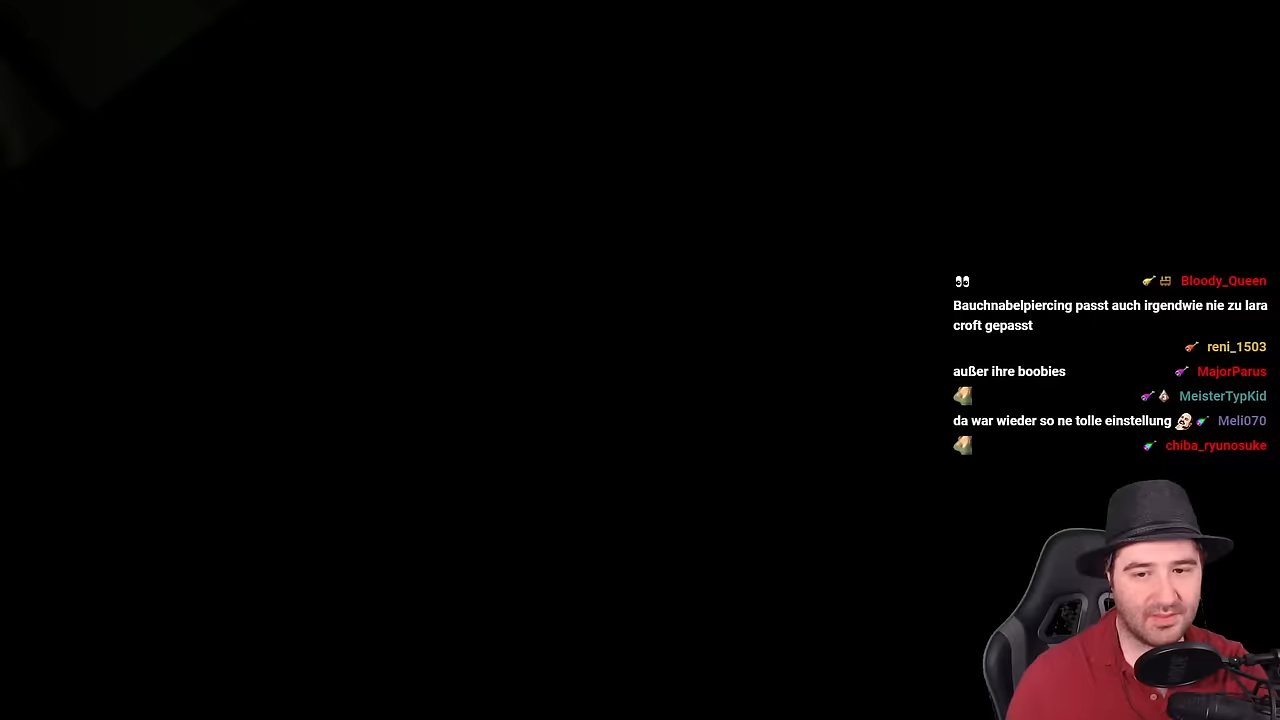 Bloody_Queen
Bauchnabelpiercing passt auch irgendwie nie zu lara
croft gepasst
reni_1503
außer ihre boobies MajorParus
MeisterTypKid
da war wieder so ne tolle einstellung Meli070
chiba_ryunosuke